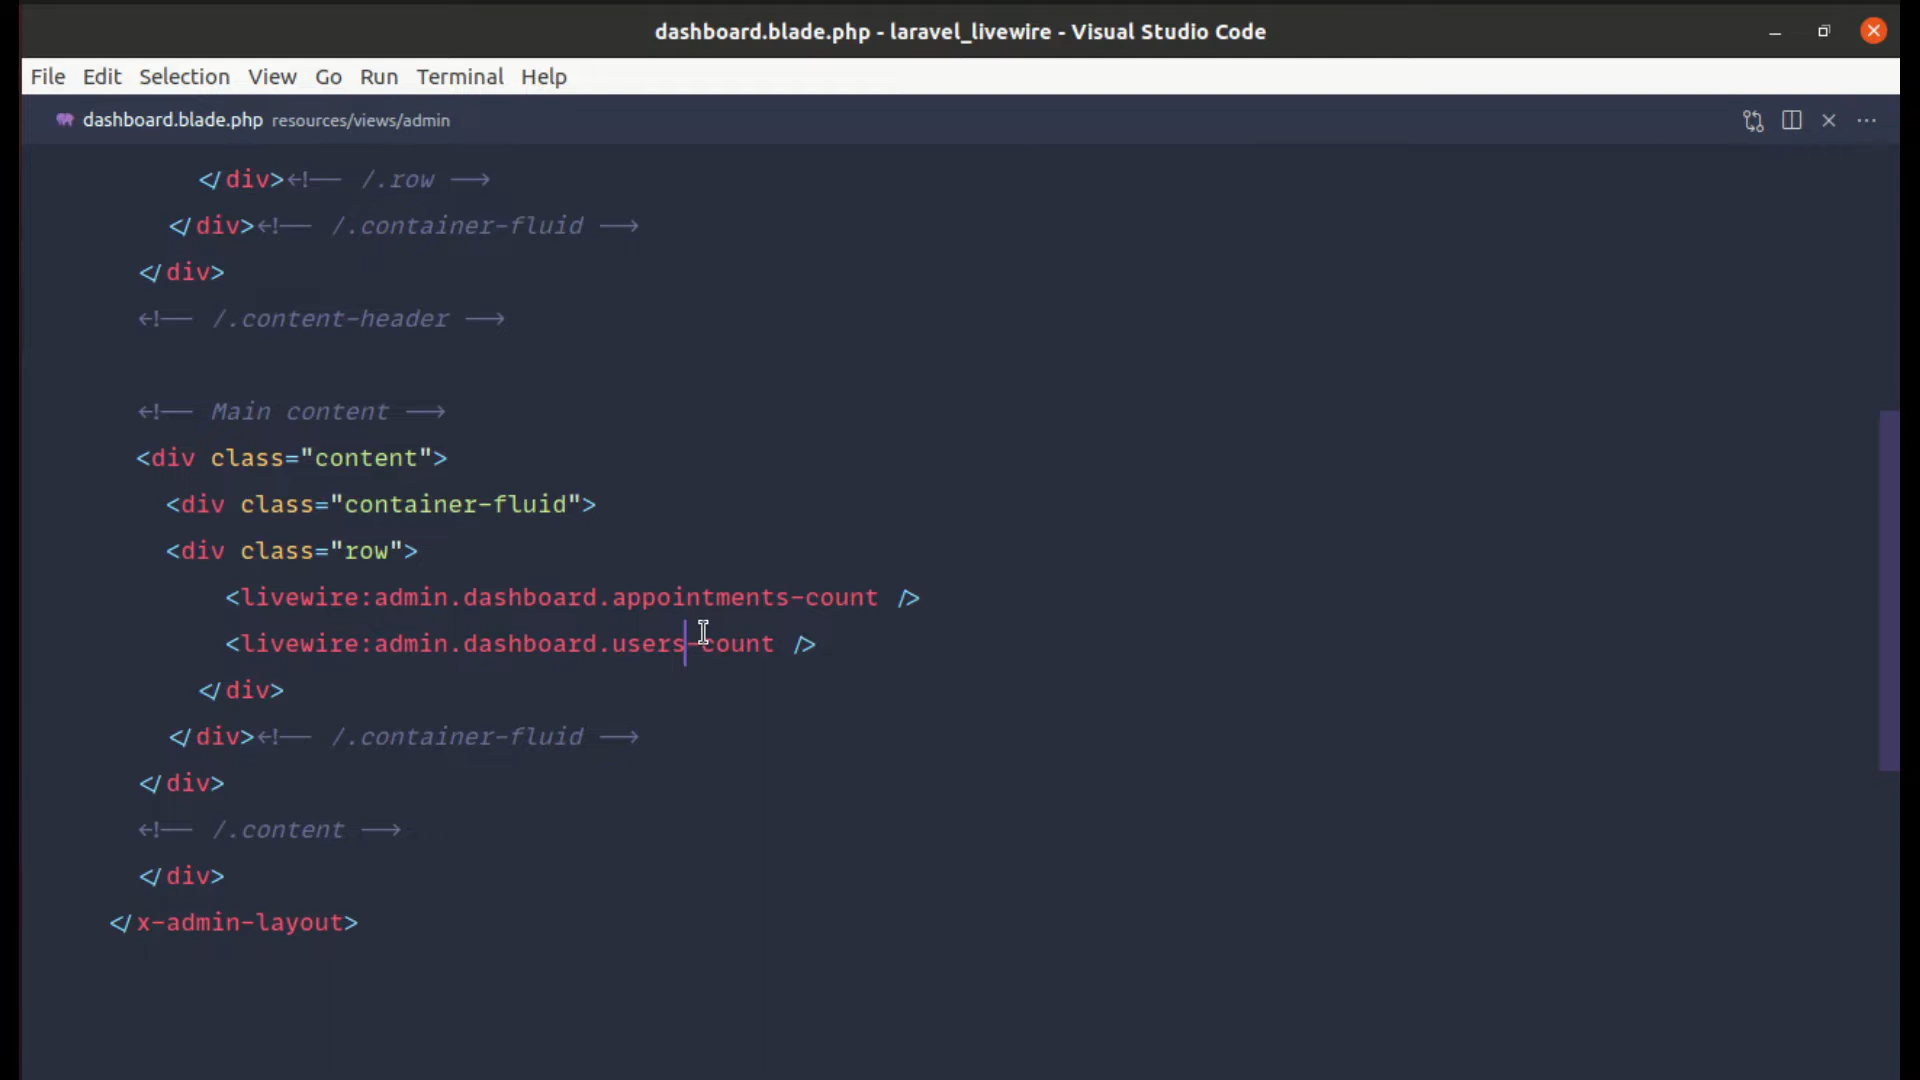 dashboard.blade.php - laravel_livewire - Visual Studio Code
File Edit Selection View Go Run Terminal Help
dashboard.blade.php resources/views/admin
</div><!-- /.row -->
</div><!-- /.container-fluid -->
</div>
<!-- /.content-header -->
<!-- Main content -->
<div class="content">
<div class="container-fluid">
<div class="row">
<livewire:admin.dashboard.appointments-count />
<livewire:admin.dashboard.users-count />
</div>
</div><!-- /.container-fluid -->
</div>
<!-- /.content -->
</div>
</x-admin-layout>